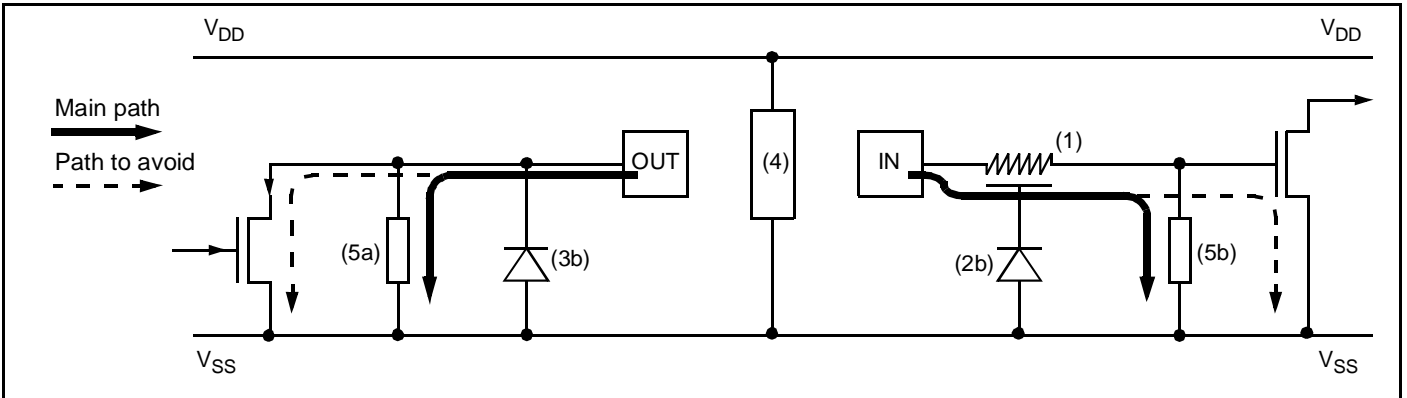 VDD
VDD
Main path
Path to avoid
OUT
(4)
IN
(1)
(5a)
(3b)
(2b)
(5b)
VSS
VSS